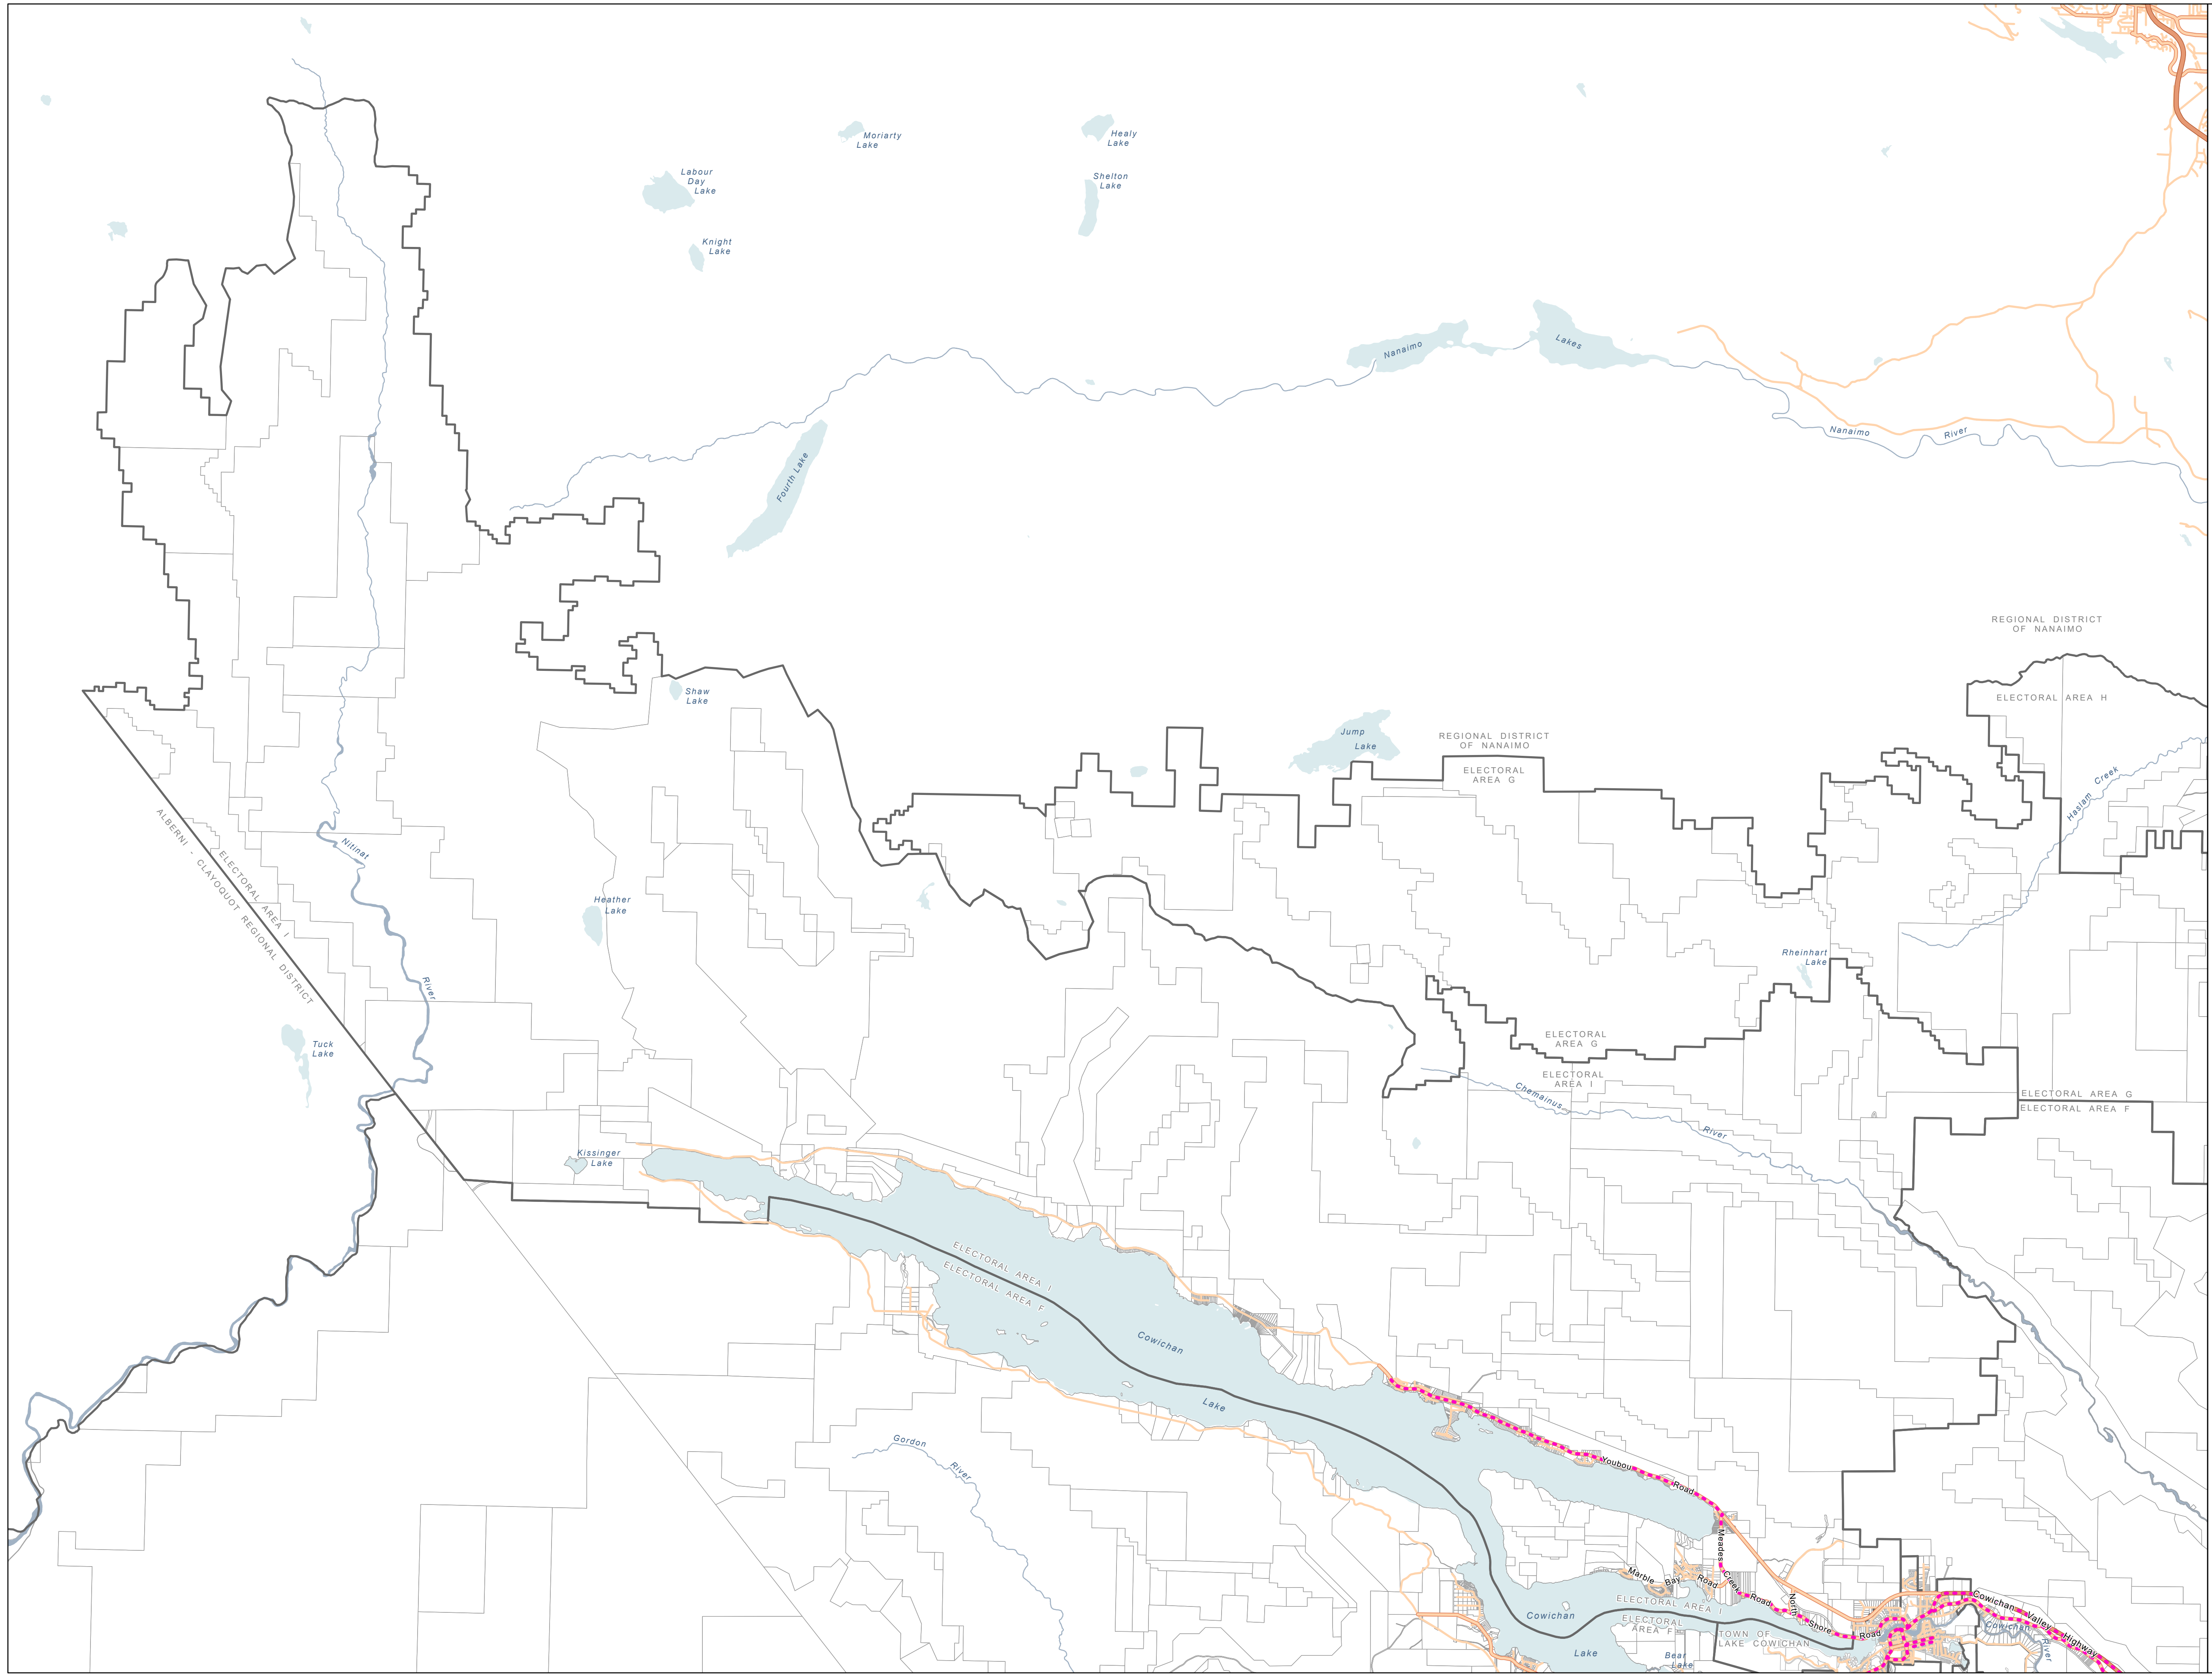 Moriarty
Lake
Healy
Lake
Labour
Day
Lake
Shelton
Lake
Knight
Lake
Nanaimo
Lakes
Nanaimo
River
Fourth Lake
REGIONAL DISTRICT
OF NANAIMO
ELECTORAL AREA H
Shaw
Lake
Jump
Lake
REGIONAL DISTRICT
OF NANAIMO
ELECTORAL
AREA G
Haslam
Creek
Nitinat
River
ELECTORAL AREA I
ALBERNI - CLAYOQUOT REGIONAL DISTRICT
Heather
Lake
Rheinhart
Lake
Tuck
Lake
ELECTORAL
AREA G
ELECTORAL
AREA I
Chemainus
River
ELECTORAL AREA G
ELECTORAL AREA F
Kissinger
Lake
ELECTORAL AREA I
ELECTORAL AREA F
Cowichan
Lake
Gordon
River
Youbou
Road
Meades
Creek
Road
Marble Bay Road
North
Shore
Road
ELECTORAL AREA I
ELECTORAL
AREA F
Cowichan
Lake
TOWN OF
LAKE COWICHAN
Bear
Lake
Cowichan
Valley
Highway
Cowichan
River